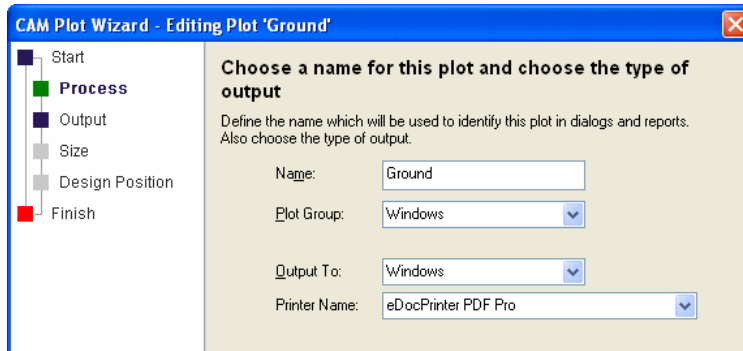 CAM Plot Wizard - Editing Plot 'Ground'
Start
Process
Output
Size
Design Position
Finish
Choose a name for this plot and choose the type of
output
Define the name which will be used to identify this plot in dialogs and reports.
Also choose the type of output.
Name: Ground
Plot Group: Windows
Output To: Windows
Printer Name: eDocPrinter PDF Pro